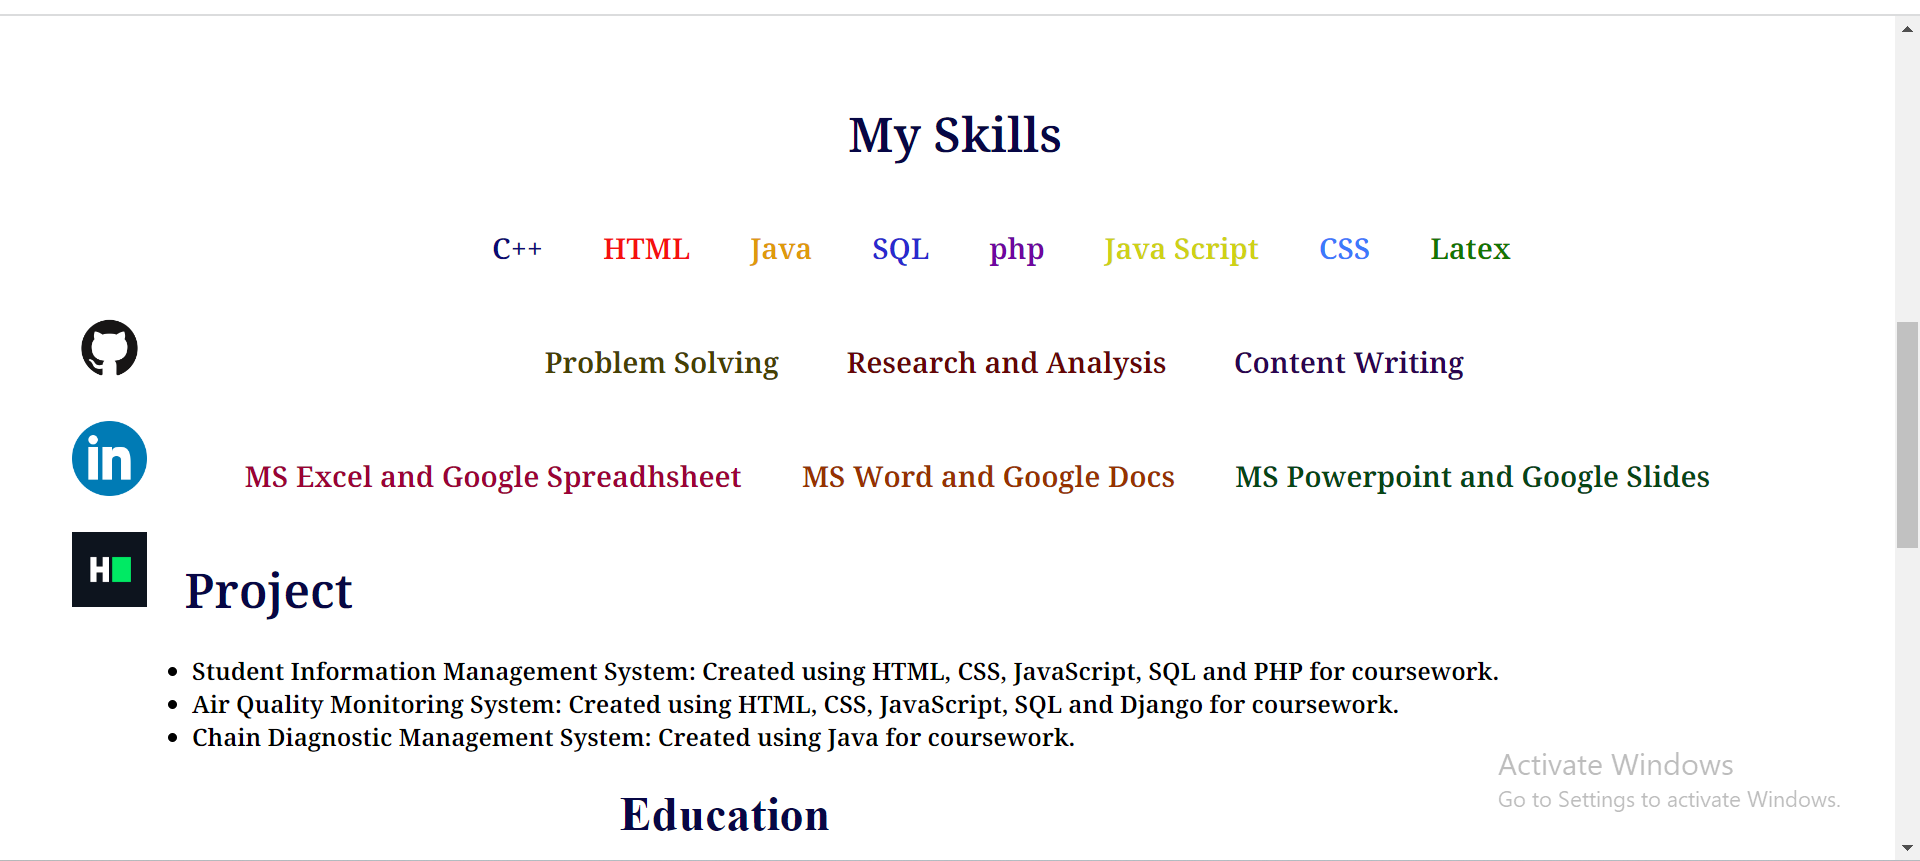 My Skills
C++ HTML Java SQL php Java Script CSS Latex
Problem Solving Research and Analysis Content Writing
in
MS Excel and Google Spreadhsheet MS Word and Google Docs MS Powerpoint and Google Slides
H
Project
• Student Information Management System: Created using HTML, CSS, JavaScript, SQL and PHP for coursework.
• Air Quality Monitoring System: Created using HTML, CSS, JavaScript, SQL and Django for coursework.
• Chain Diagnostic Management System: Created using Java for coursework.
Activate Windows
Go to Settings to activate Windows.
Education